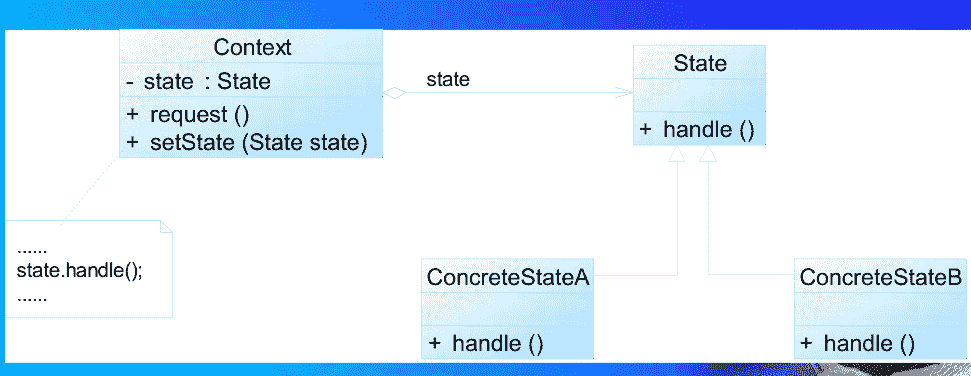 Context
- state : State
+ request ()
+ setState (State state)
state
State
+ handle ()
......
state.handle();
......
ConcreteStateA
+ handle ()
ConcreteStateB
+ handle ()